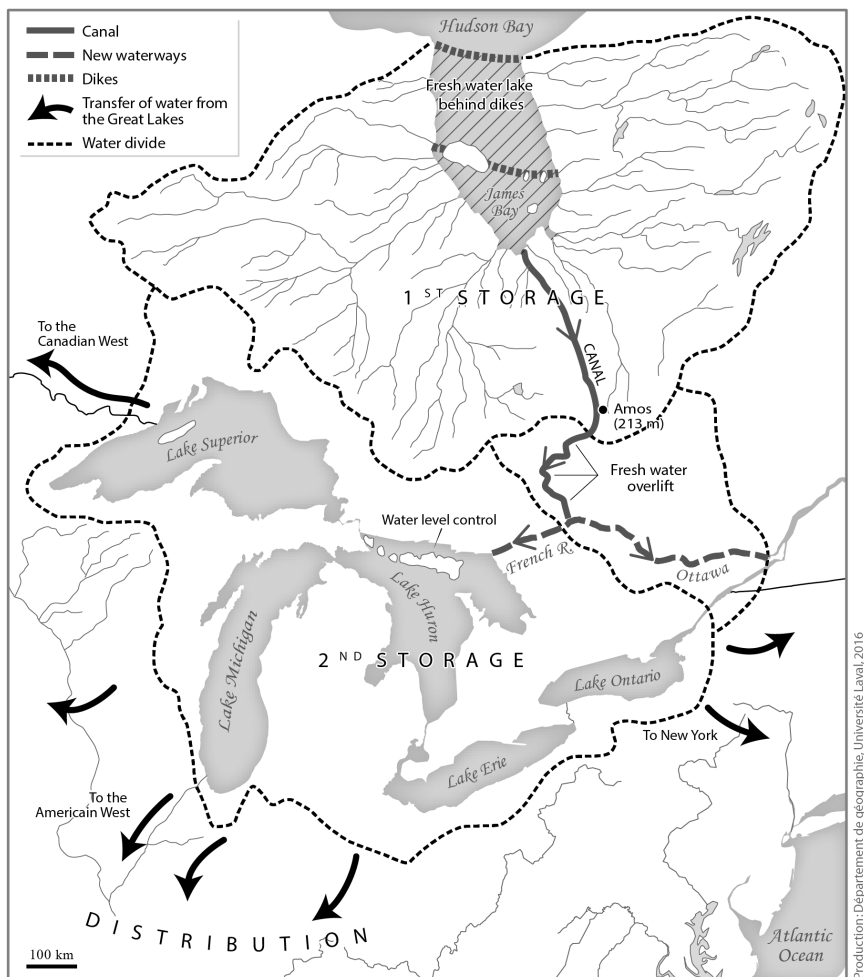 Canal
New waterways
Dikes
Transfer of water from
the Great Lakes
Water divide
Hudson Bay
Fresh water lake
behind dikes
James
Bay
1ST STORAGE
To the
Canadian West
CANAL
Amos
(213 m)
Lake Superior
Fresh water
overlift
Water level control
French R.
Ottawa
Lake Huron
Lake Michigan
2ND STORAGE
Lake Ontario
To New York
Lake Erie
To the
American West
DISTRIBUTION
100 km
Atlantic
Ocean
Production : Département de géographie, Université Laval, 2016